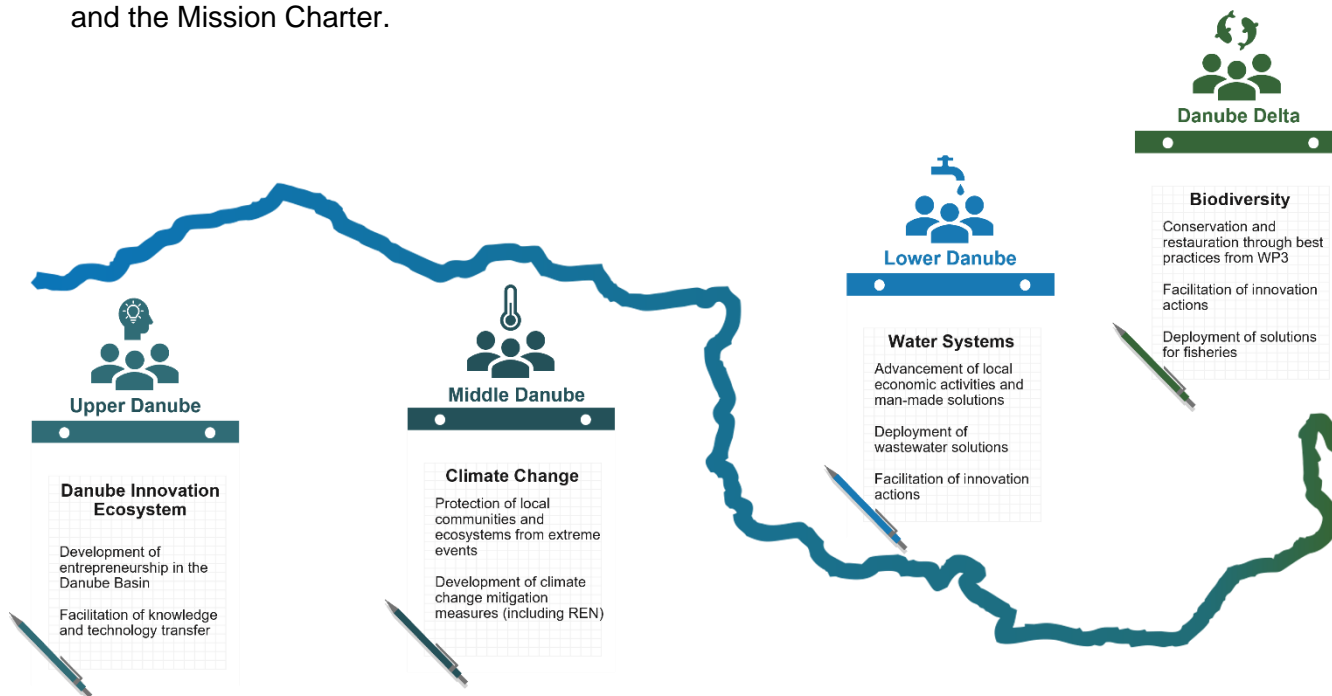 and the Mission Charter.
Upper Danube
Danube Innovation
Ecosystem
Development of
entrepreneurship in the
Danube Basin
Facilitation of knowledge
and technology transfer
Middle Danube
Climate Change
Protection of local
communities and
ecosystems from extreme
events
Development of climate
change mitigation
measures (including REN)
Lower Danube
Water Systems
Advancement of local
economic activities and
man-made solutions
Deployment of
wastewater solutions
Facilitation of innovation
actions
Danube Delta
Biodiversity
Conservation and
restauration through best
practices from WP3
Facilitation of innovation
actions
Deployment of solutions
for fisheries